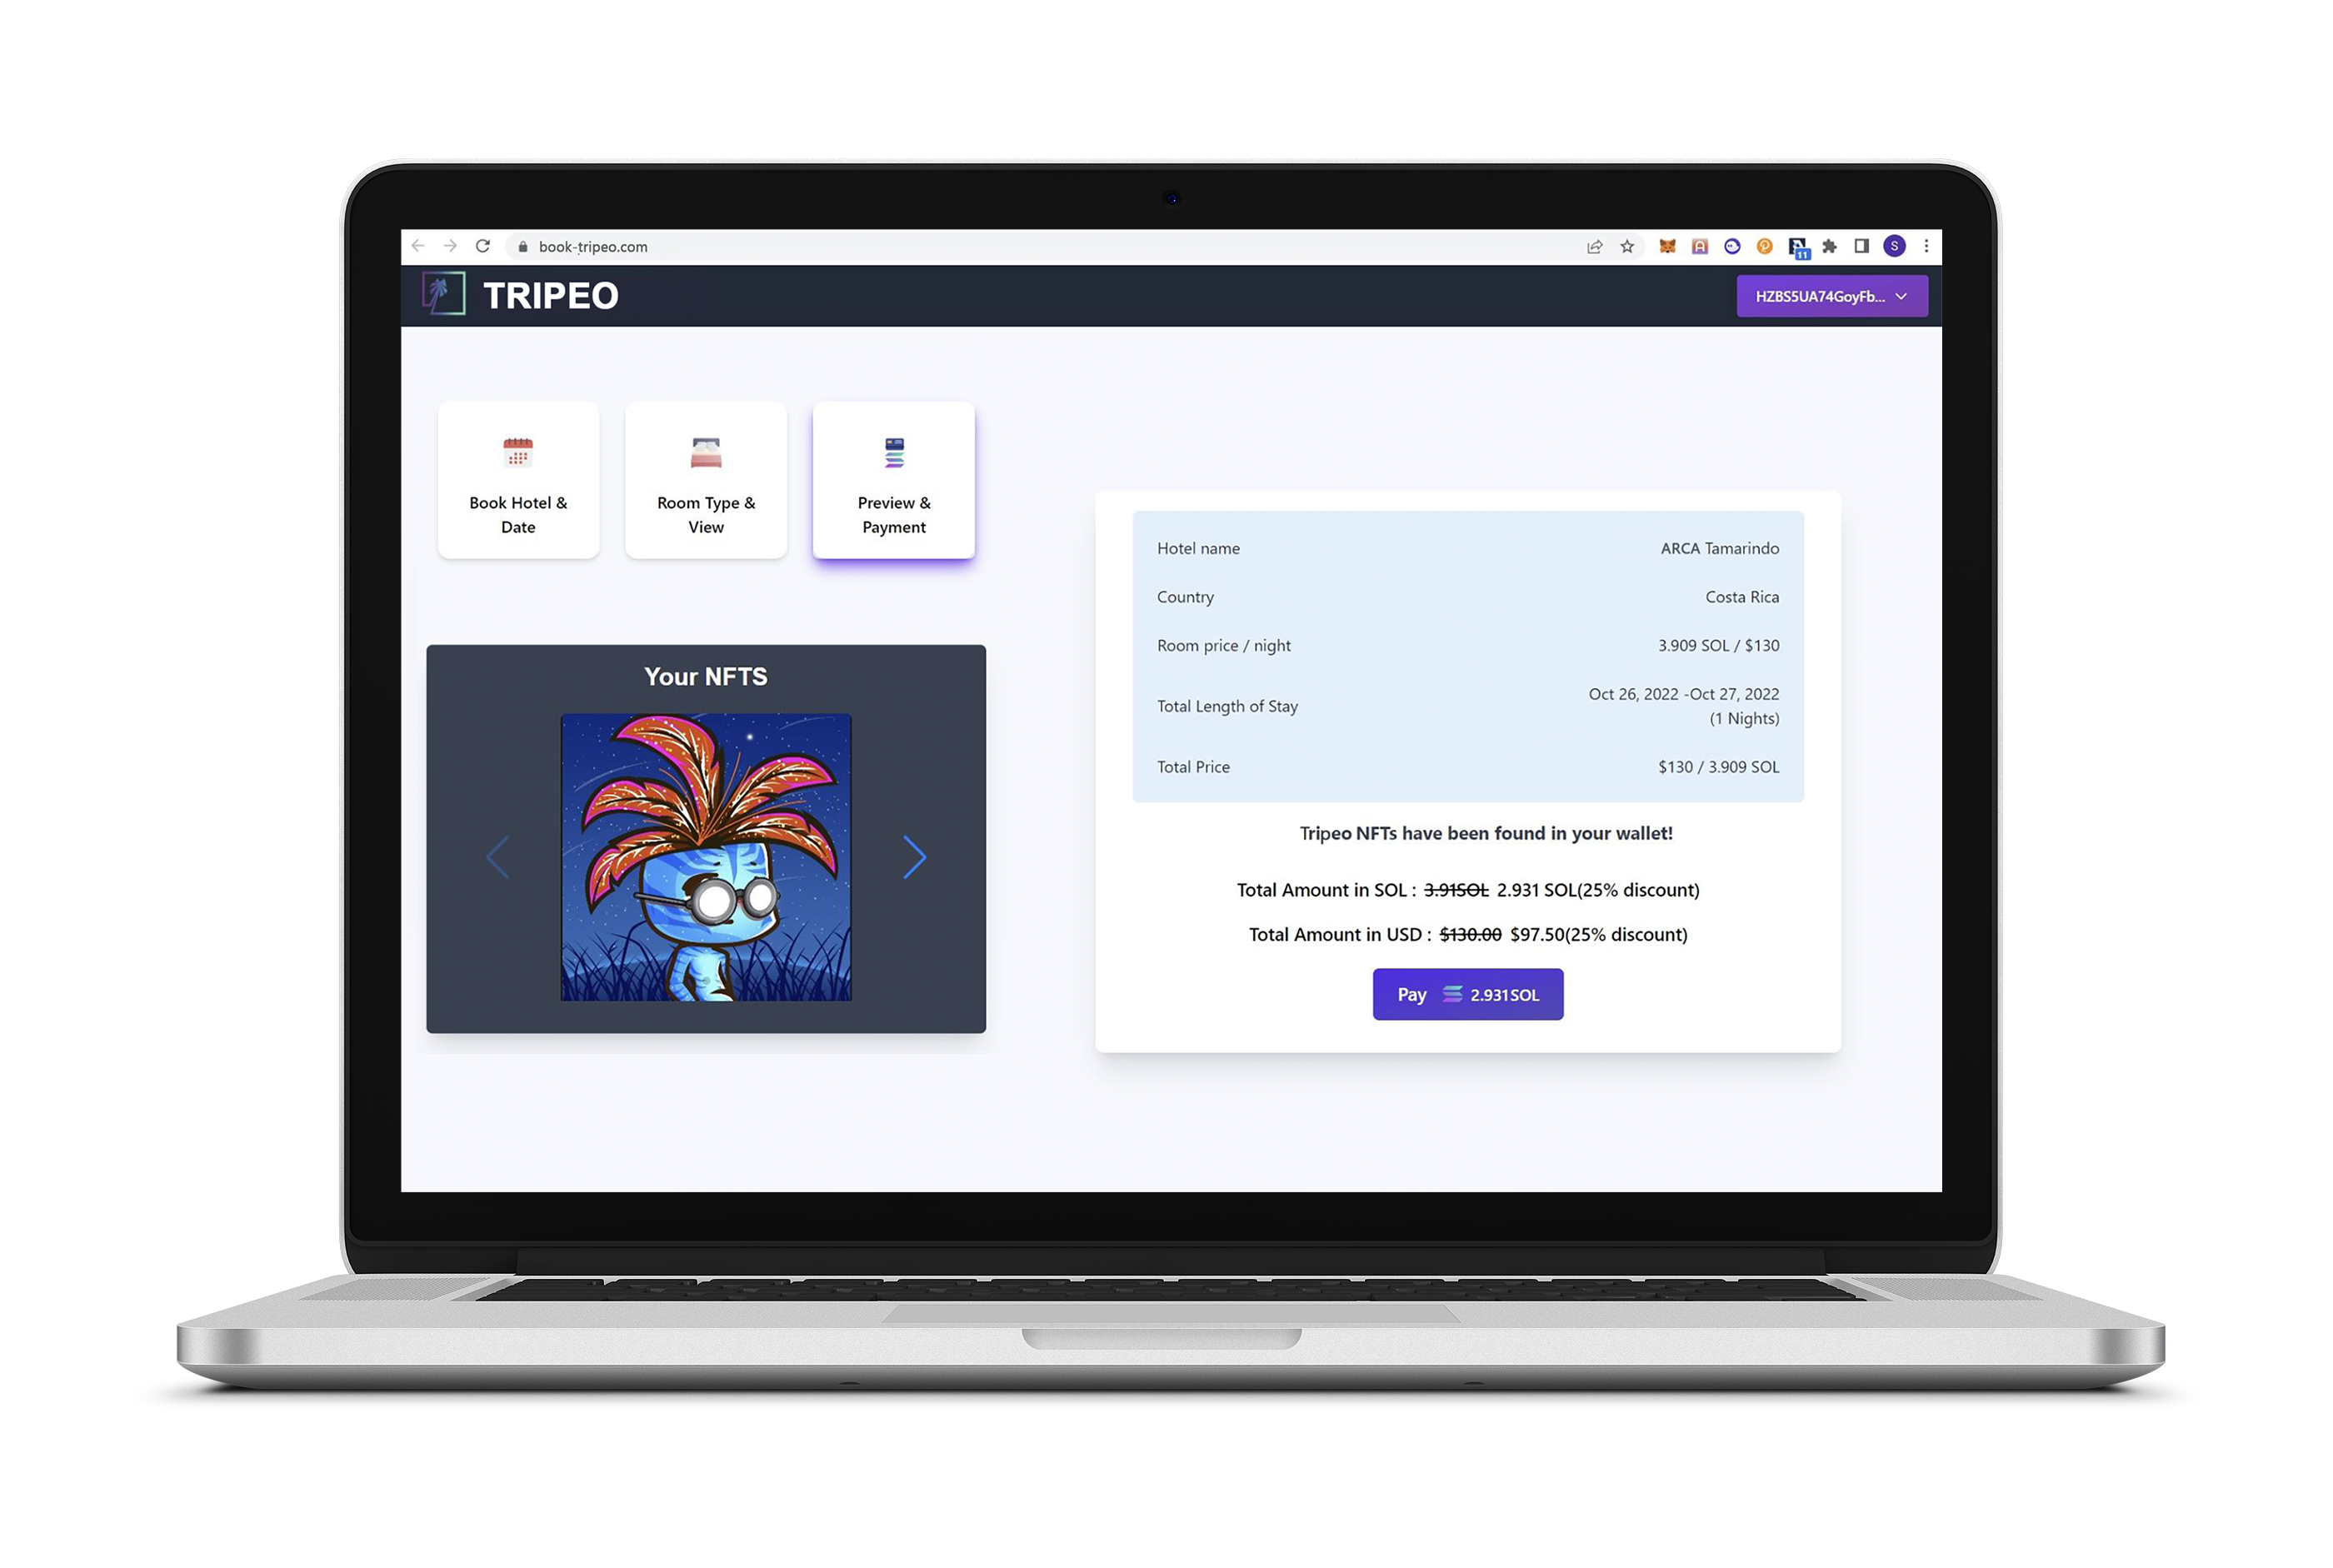 book-tripeo.com
11
S
TRIPEO
HZBS5UA74GoyFb...
Book Hotel &
Date
Room Type &
View
Preview &
Payment
Your NFTS
Hotel name ARCA Tamarindo
Country Costa Rica
Room price / night 3.909 SOL / $130
Total Length of Stay Oct 26, 2022 -Oct 27, 2022
(1 Nights)
Total Price $130 / 3.909 SOL
Tripeo NFTs have been found in your wallet!
Total Amount in SOL : 3.91SOL 2.931 SOL(25% discount)
Total Amount in USD : $130.00 $97.50(25% discount)
Pay 2.931SOL